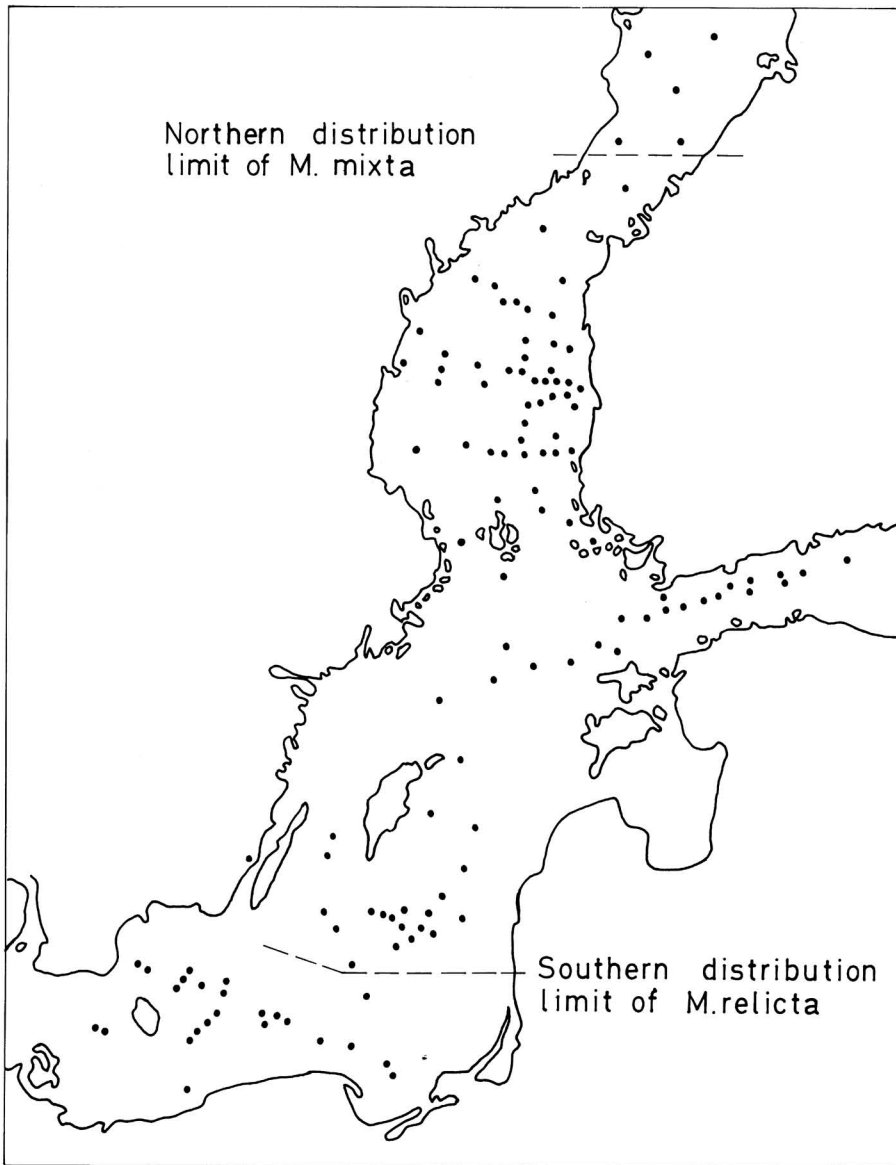 Northern distribution
limit of M. mixta
Southern distribution
limit of M.relicta